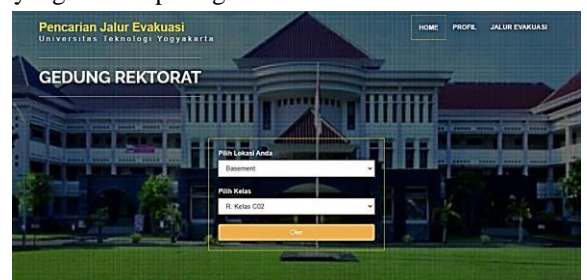 Pencarian Jalur Evakuasi
Universitas Teknologi Yogyakarta
HOME PROFIL JALUR EVAKUASI
GEDUNG REKTORAT
Pilih Lokasi Anda
Basement
Pilih Kelas
R. Kelas C02
Oke